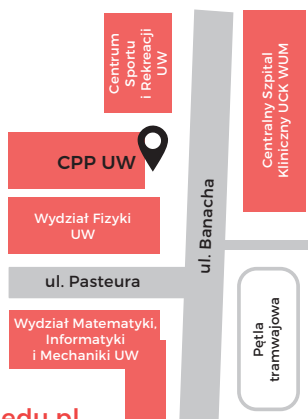 Centrum
Sportu
i Rekreacji
UW
Centralny Szpital
Kliniczny UCK WUM
CPP UW
Wydział Fizyki
UW
ul. Banacha
ul. Pasteura
Wydział Matematyki,
Informatyki
i Mechaniki UW
Pętla
tramwajowa
edu.pl